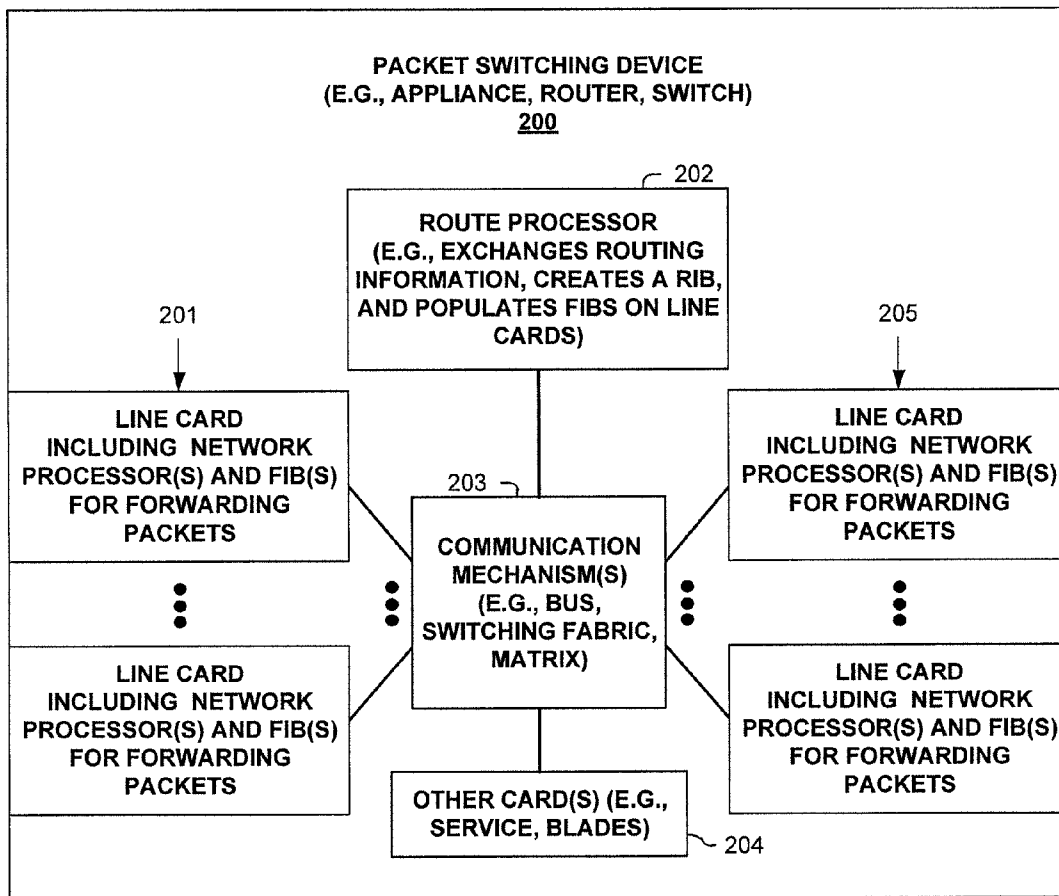 PACKET SWITCHING DEVICE
(E.G., APPLIANCE, ROUTER, SWITCH)
200
202
ROUTE PROCESSOR
(E.G., EXCHANGES ROUTING
INFORMATION, CREATES A RIB,
AND POPULATES FIBS ON LINE
CARDS)
201
LINE CARD
INCLUDING NETWORK
PROCESSOR(S) AND FIB(S)
FOR FORWARDING
PACKETS
205
LINE CARD
INCLUDING NETWORK
PROCESSOR(S) AND FIB(S)
FOR FORWARDING
PACKETS
203
COMMUNICATION
MECHANISM(S)
(E.G., BUS,
SWITCHING FABRIC,
MATRIX)
LINE CARD
INCLUDING NETWORK
PROCESSOR(S) AND FIB(S)
FOR FORWARDING
PACKETS
LINE CARD
INCLUDING NETWORK
PROCESSOR(S) AND FIB(S)
FOR FORWARDING
PACKETS
OTHER CARD(S) (E.G.,
SERVICE, BLADES)
204